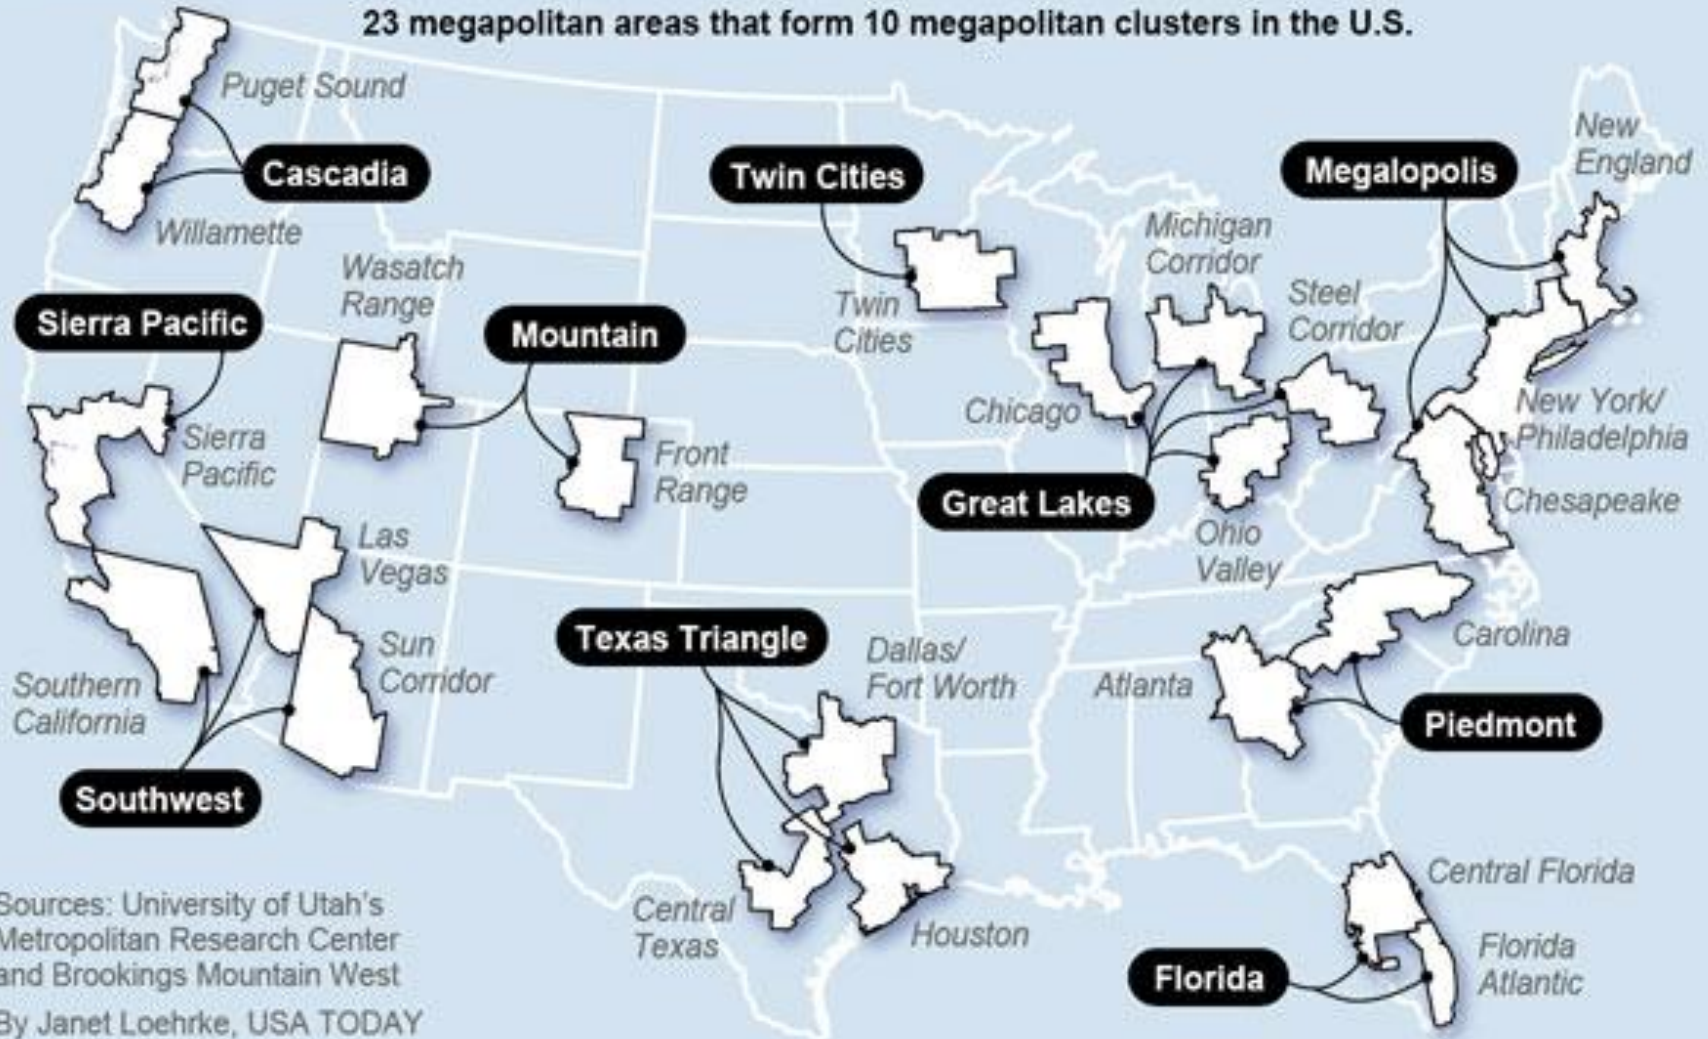 23 megapolitan areas that form 10 megapolitan clusters in the U.S.
Puget Sound
Cascadia
Willamette
Twin Cities
Twin
Cities
Megalopolis
New
England
Michigan
Corridor
Steel
Corridor
Wasatch
Range
Sierra Pacific
Mountain
Sierra
Pacific
Front
Range
Chicago
Great Lakes
Ohio
Valley
New York/
Philadelphia
Chesapeake
Las
Vegas
Sun
Corridor
Southern
California
Southwest
Texas Triangle
Dallas/
Fort Worth
Central
Texas
Houston
Atlanta
Carolina
Piedmont
Central Florida
Florida
Florida
Atlantic
Sources: University of Utah's
Metropolitan Research Center
and Brookings Mountain West
By Janet Loehrke, USA TODAY